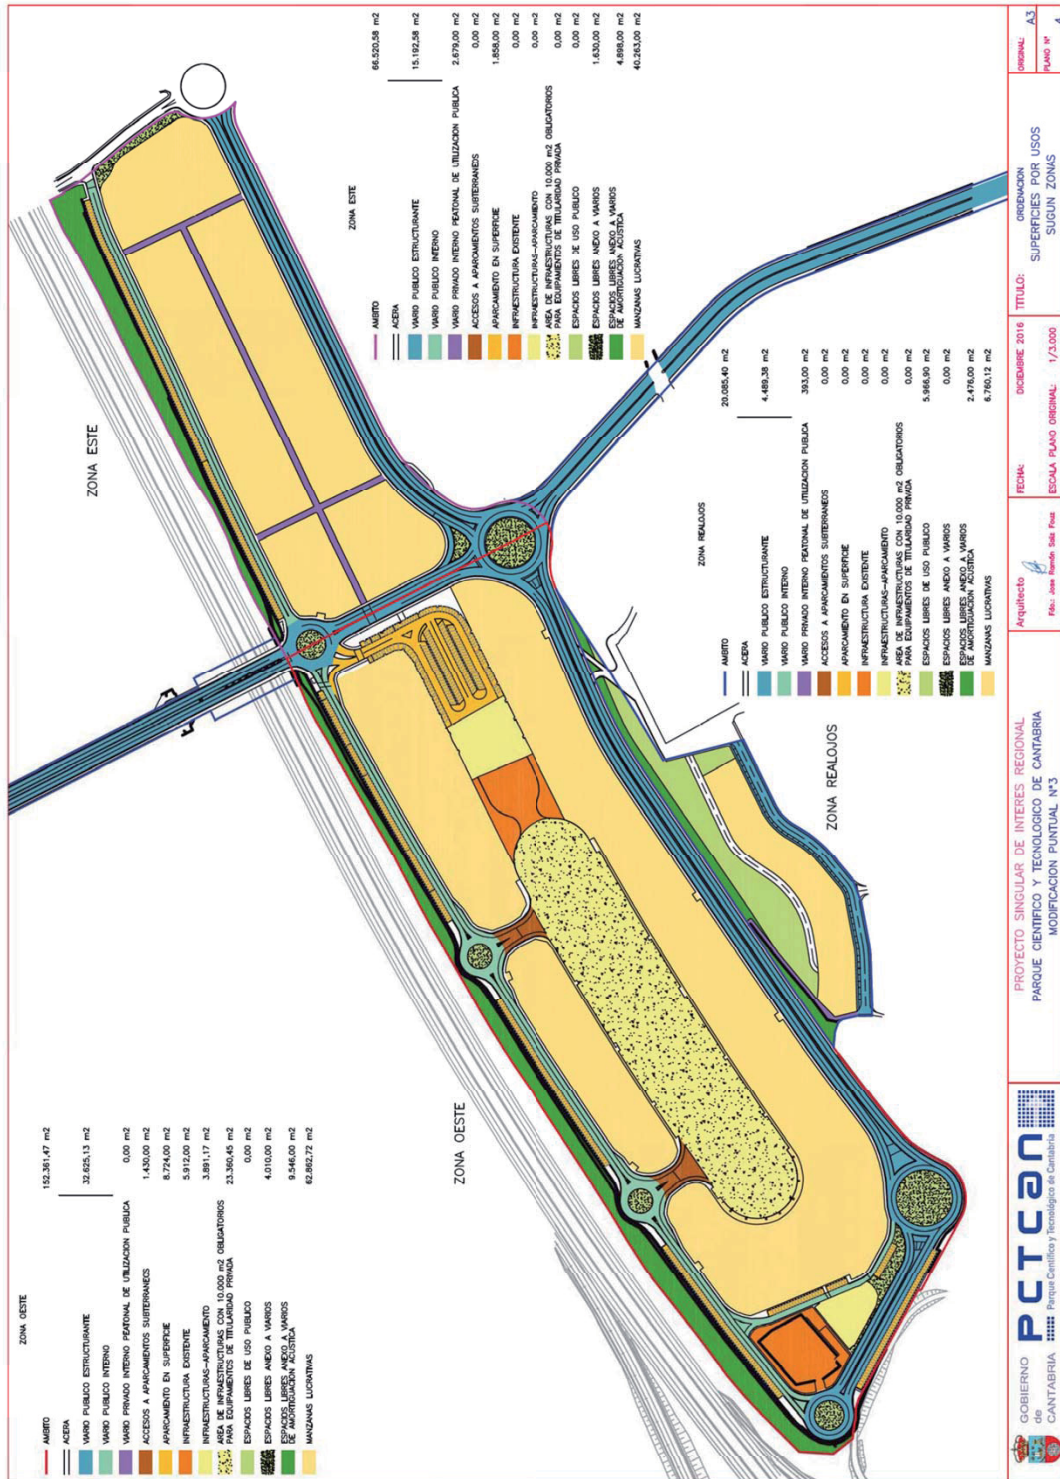 ZONA OESTE
AMBITO 152.361,47 m2
ACERA
VIARIO PUBLICO ESTRUCTURANTE
32.625,13 m2
VIARIO PUBLICO INTERNO
VIARIO PRIVADO INTERNO PEATONAL DE UTILIZACION PUBLICA 0,00 m2
ACCESOS A APARCAMIENTOS SUBTERRANEOS 1.430,00 m2
APARCAMIENTO EN SUPERFICIE 8.724,00 m2
INFRAESTRUCTURA EXISTENTE 5.912,00 m2
INFRAESTRUCTURAS-APARCAMIENTO 3.891,17 m2
AREA DE INFRAESTRUCTURAS CON 10.000 m2 OBLIGATORIOS
PARA EQUIPAMIENTOS DE TITULARIDAD PRIVADA 23.360,45 m2
ESPACIOS LIBRES DE USO PUBLICO 0,00 m2
ESPACIOS LIBRES ANEXO A VIARIOS 4.010,00 m2
ESPACIOS LIBRES ANEXO A VIARIOS
DE AMORTIGUACION ACUSTICA 9.546,00 m2
MANZANAS LUCRATIVAS 62.862,72 m2
ZONA OESTE
ZONA ESTE
ZONA REALOJOS
ZONA ESTE
AMBITO 66.520,58 m2
ACERA
VIARIO PUBLICO ESTRUCTURANTE
15.192,58 m2
VIARIO PUBLICO INTERNO
VIARIO PRIVADO INTERNO PEATONAL DE UTILIZACION PUBLICA 2.679,00 m2
ACCESOS A APARCAMIENTOS SUBTERRANEOS 0,00 m2
APARCAMIENTO EN SUPERFICIE 1.858,00 m2
INFRAESTRUCTURA EXISTENTE 0,00 m2
INFRAESTRUCTURAS-APARCAMIENTO 0,00 m2
AREA DE INFRAESTRUCTURAS CON 10.000 m2 OBLIGATORIOS
PARA EQUIPAMIENTOS DE TITULARIDAD PRIVADA 0,00 m2
ESPACIOS LIBRES DE USO PUBLICO 0,00 m2
ESPACIOS LIBRES ANEXO A VIARIOS 1.630,00 m2
ESPACIOS LIBRES ANEXO A VIARIOS
DE AMORTIGUACION ACUSTICA 4.898,00 m2
MANZANAS LUCRATIVAS 40.263,00 m2
ZONA REALOJOS
AMBITO 20.085,40 m2
ACERA
VIARIO PUBLICO ESTRUCTURANTE
4.489,38 m2
VIARIO PUBLICO INTERNO
VIARIO PRIVADO INTERNO PEATONAL DE UTILIZACION PUBLICA 393,00 m2
ACCESOS A APARCAMIENTOS SUBTERRANEOS 0,00 m2
APARCAMIENTO EN SUPERFICIE 0,00 m2
INFRAESTRUCTURA EXISTENTE 0,00 m2
INFRAESTRUCTURAS-APARCAMIENTO 0,00 m2
AREA DE INFRAESTRUCTURAS CON 10.000 m2 OBLIGATORIOS
PARA EQUIPAMIENTOS DE TITULARIDAD PRIVADA 0,00 m2
ESPACIOS LIBRES DE USO PUBLICO 5.966,90 m2
ESPACIOS LIBRES ANEXO A VIARIOS 0,00 m2
ESPACIOS LIBRES ANEXO A VIARIOS
DE AMORTIGUACION ACUSTICA 2.476,00 m2
MANZANAS LUCRATIVAS 6.760,12 m2
GOBIERNO
de
CANTABRIA
PCTCAN
Parque Científico y Tecnológico de Cantabria
PROYECTO SINGULAR DE INTERES REGIONAL
PARQUE CIENTIFICO Y TECNOLOGICO DE CANTABRIA
MODIFICACION PUNTUAL Nº3
Arquitecto
Fdo.: Jose Ramón Saiz Fouz
FECHA: DICIEMBRE 2016
ESCALA PLANO ORIGINAL: 1/3.000
TITULO:
ORDENACION
SUPERFICIES POR USOS
SUGUN ZONAS
ORIGINAL: A3
PLANO Nº